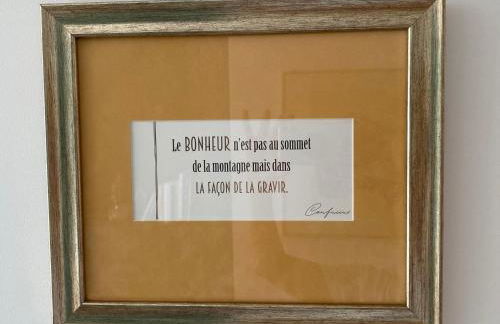 Le BONHEUR n'est pas au sommet
de la montagne mais dans
LA FAÇON DE LA GRAVIR.
Confucius